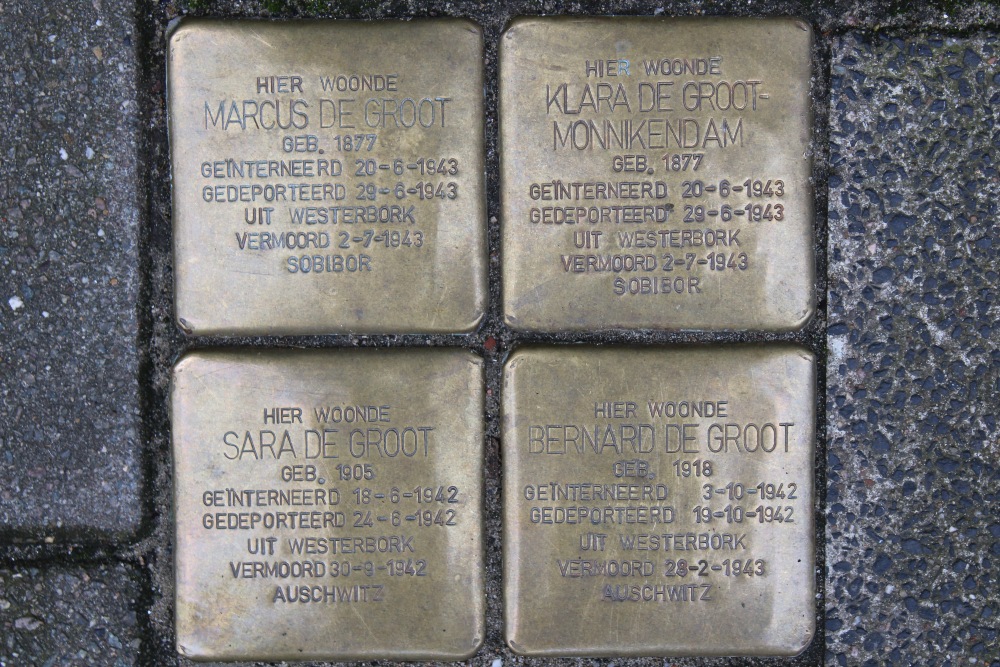 HIER WOONDE
MARCUS DE GROOT
GEB. 1877
GEÏNTERNEERD 20-6-1943
GEDEPORTEERD 29-6-1943
UIT WESTERBORK
VERMOORD 2-7-1943
SOBIBOR
HIER WOONDE
KLARA DE GROOT-
MONNIKENDAM
GEB. 1877
GEÏNTERNEERD 20-6-1943
GEDEPORTEERD 29-6-1943
UIT WESTERBORK
VERMOORD 2-7-1943
SOBIBOR
HIER WOONDE
SARA DE GROOT
GEB. 1905
GEÏNTERNEERD 18-6-1942
GEDEPORTEERD 24-6-1942
UIT WESTERBORK
VERMOORD 30-9-1942
AUSCHWITZ
HIER WOONDE
BERNARD DE GROOT
GEB. 1918
GEÏNTERNEERD 3-10-1942
GEDEPORTEERD 19-10-1942
UIT WESTERBORK
VERMOORD 28-2-1943
AUSCHWITZ